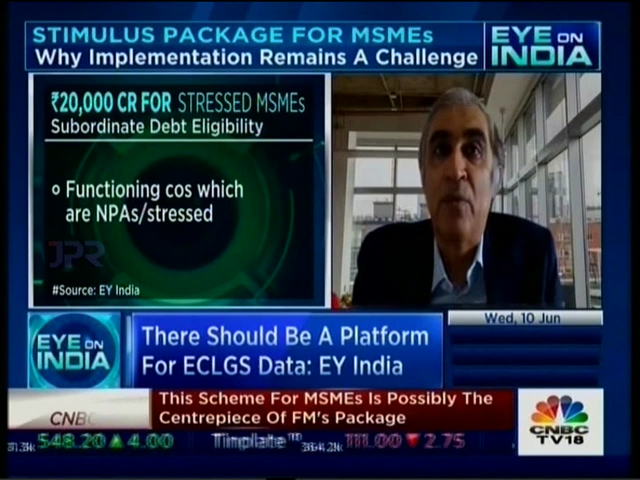 STIMULUS PACKAGE FOR MSMEs
Why Implementation Remains A Challenge
EYE ON
INDIA
₹20,000 CR FOR STRESSED MSMEs
Subordinate Debt Eligibility
Functioning cos which
are NPAs/stressed
JPR
#Source: EY India
Wed, 10 Jun
EYE ON
INDIA
There Should Be A Platform
For ECLGS Data: EY India
CNBC
This Scheme For MSMEs Is Possibly The
Centrepiece Of FM's Package
CNBC
TV18
548.20 ▲ 4.00 Tinplate 111.00 ▼ 2.75